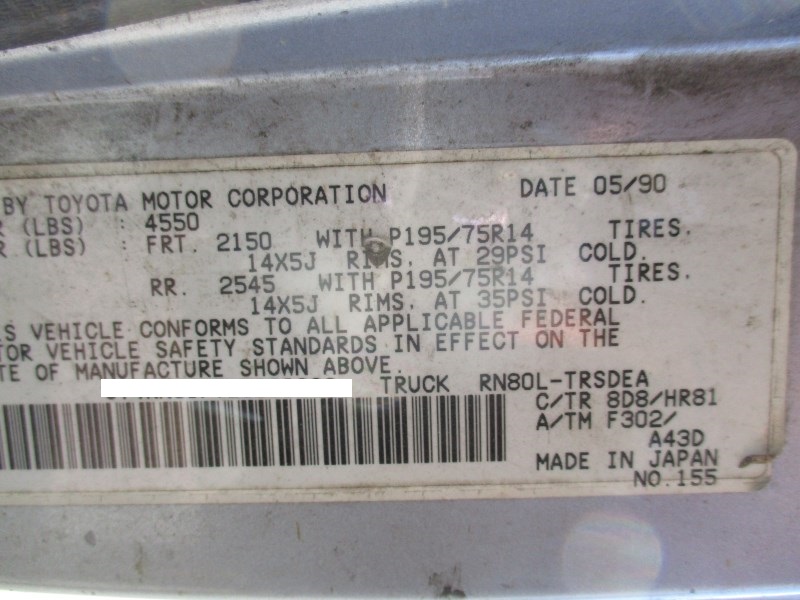 BY TOYOTA MOTOR CORPORATION DATE 05/90
R (LBS) : 4550
R (LBS) : FRT. 2150 WITH P195/75R14 TIRES.
14X5J RIMS. AT 29PSI COLD.
RR. 2545 WITH P195/75R14 TIRES.
14X5J RIMS. AT 35PSI COLD.
S VEHICLE CONFORMS TO ALL APPLICABLE FEDERAL
TOR VEHICLE SAFETY STANDARDS IN EFFECT ON THE
TE OF MANUFACTURE SHOWN ABOVE.
TRUCK RN80L-TRSDEA
C/TR 8D8/HR81
A/TM F302/
A43D
MADE IN JAPAN
NO.155